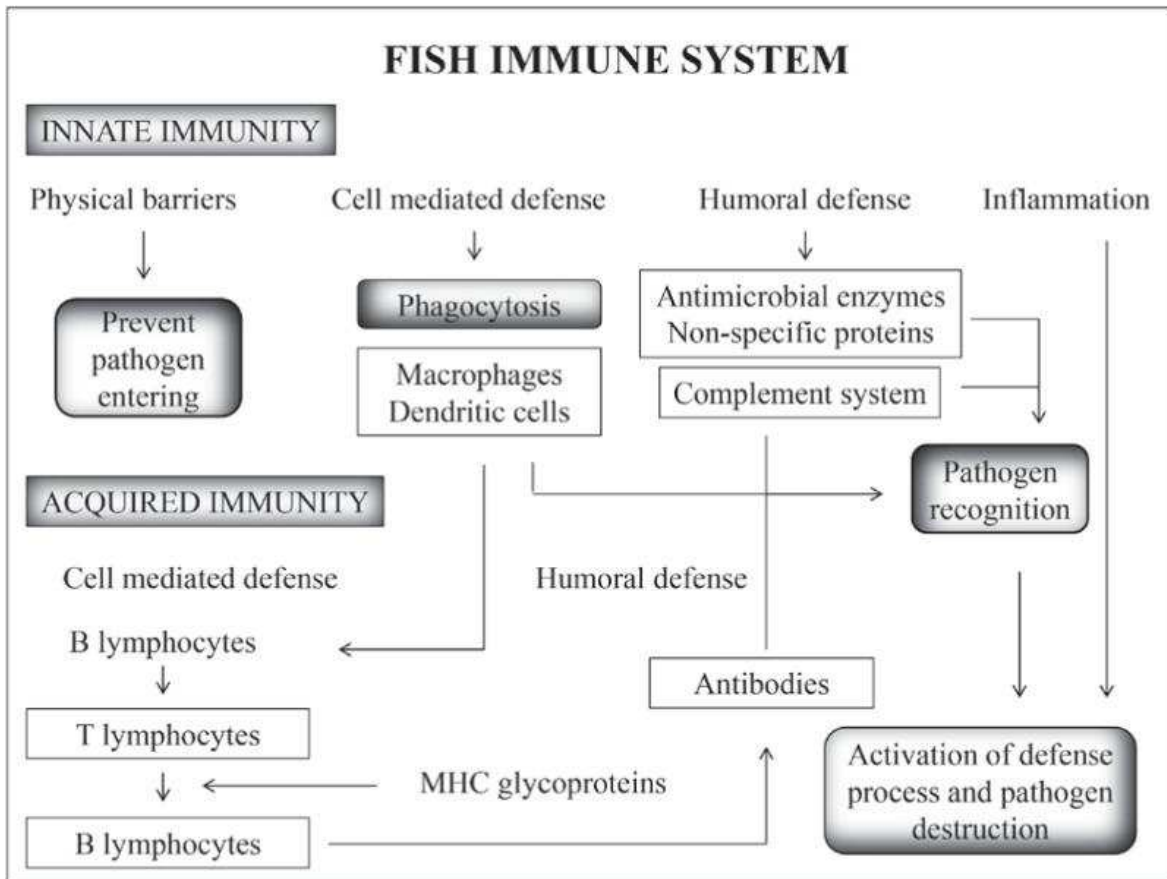 FISH IMMUNE SYSTEM
INNATE IMMUNITY
Physical barriers
Cell mediated defense
Humoral defense
Inflammation
Prevent
pathogen
entering
Phagocytosis
Macrophages
Dendritic cells
Antimicrobial enzymes
Non-specific proteins
Complement system
Pathogen
recognition
ACQUIRED IMMUNITY
Cell mediated defense
Humoral defense
B lymphocytes
Antibodies
T lymphocytes
MHC glycoproteins
B lymphocytes
Activation of defense
process and pathogen
destruction